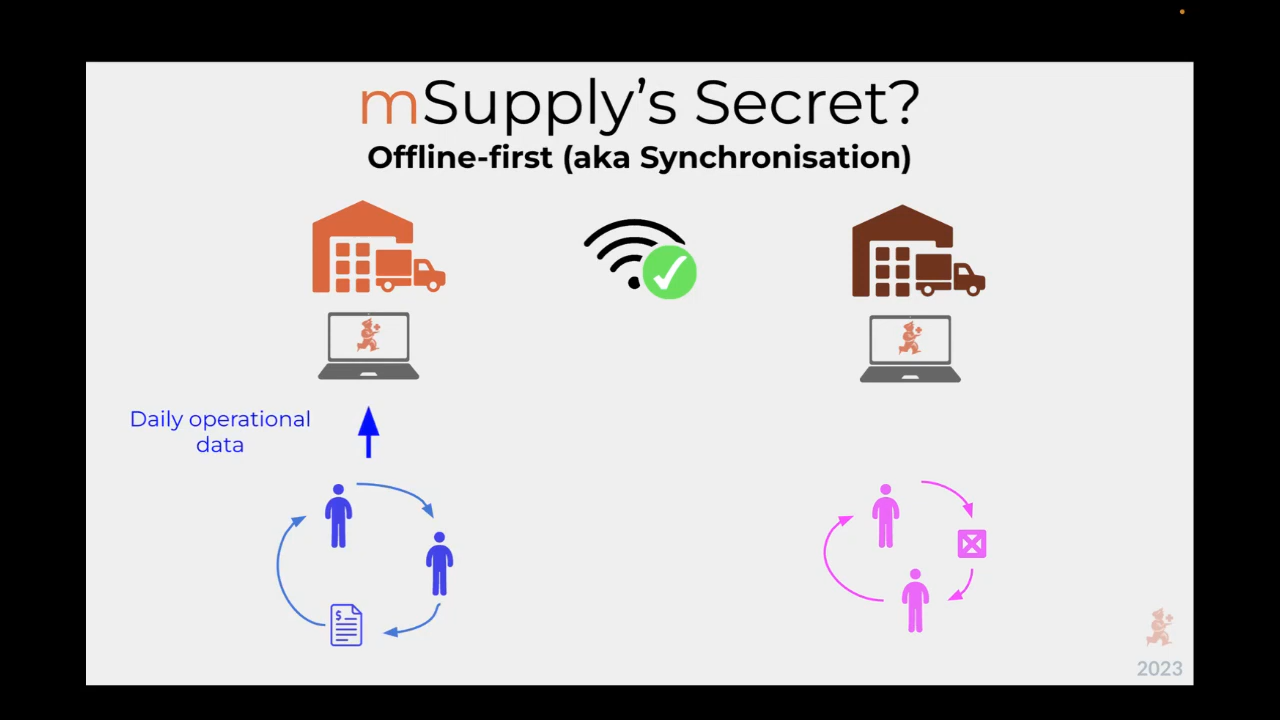 mSupply's Secret?
Offline-first (aka Synchronisation)
Daily operational
data
$
2023